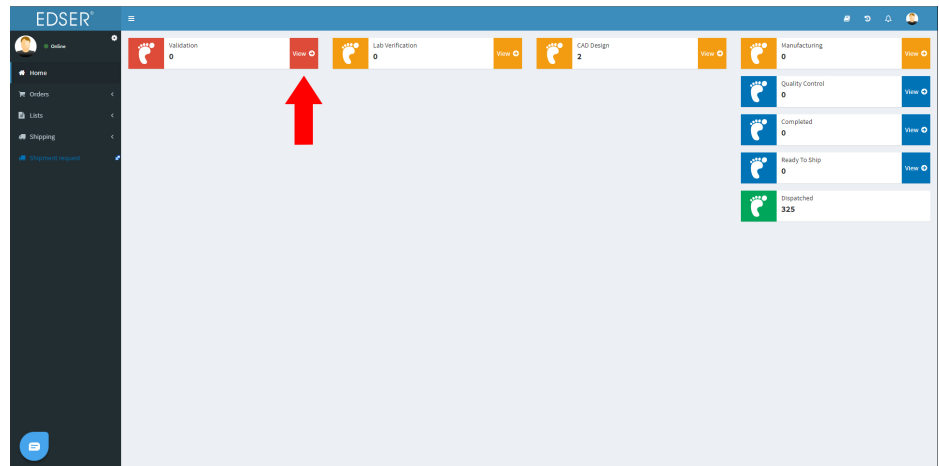 EDSER®
Online
Home
Orders
Lists
Shipping
Shipment request
Validation
0
View
Lab Verification
0
View
CAD Design
2
View
Manufacturing
0
View
Quality Control
0
View
Completed
0
View
Ready To Ship
0
View
Dispatched
325